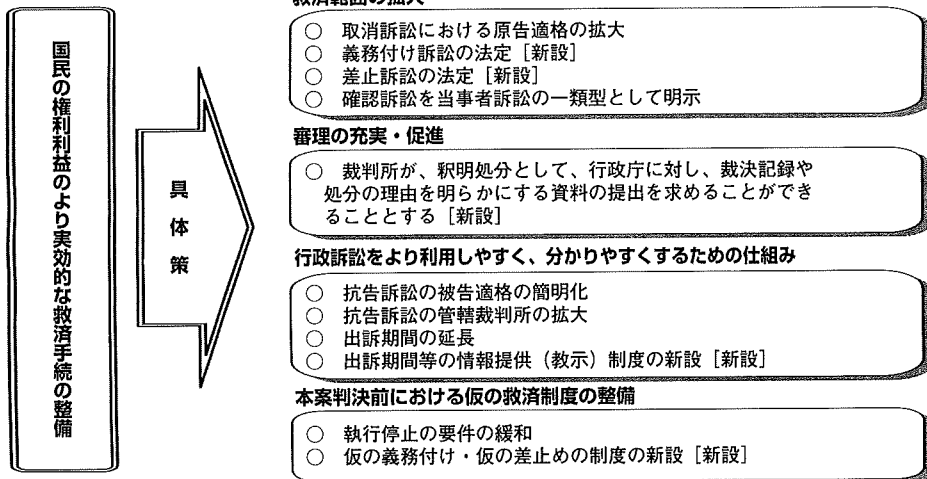 国民の権利利益のより実効的な救済手続の整備
具体策
救済範囲の拡大
○ 取消訴訟における原告適格の拡大
○ 義務付け訴訟の法定［新設］
○ 差止訴訟の法定［新設］
○ 確認訴訟を当事者訴訟の一類型として明示
審理の充実・促進
○ 裁判所が、釈明処分として、行政庁に対し、裁決記録や
処分の理由を明らかにする資料の提出を求めることができ
ることとする［新設］
行政訴訟をより利用しやすく、分かりやすくするための仕組み
○ 抗告訴訟の被告適格の簡明化
○ 抗告訴訟の管轄裁判所の拡大
○ 出訴期間の延長
○ 出訴期間等の情報提供（教示）制度の新設［新設］
本案判決前における仮の救済制度の整備
○ 執行停止の要件の緩和
○ 仮の義務付け・仮の差止めの制度の新設［新設］